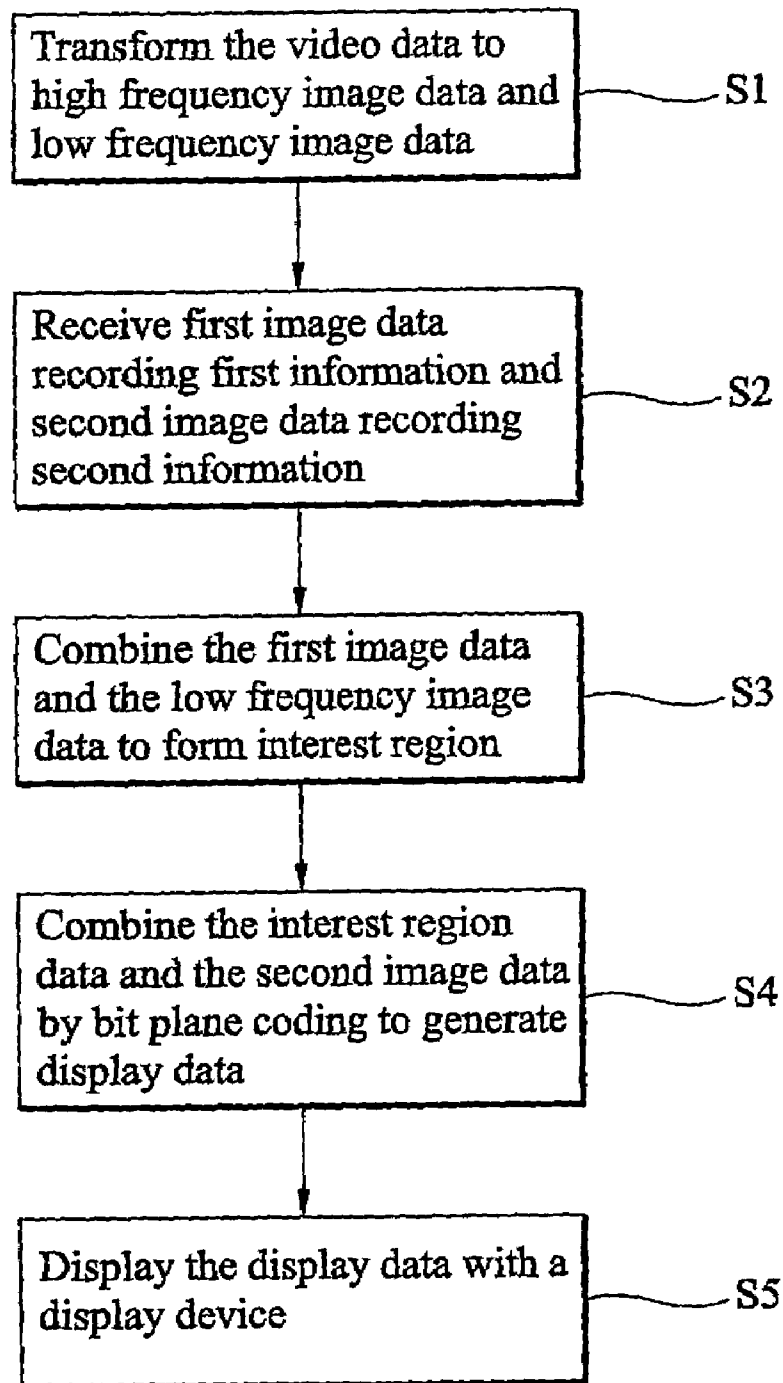 Transform the video data to
high frequency image data and
low frequency image data
S1
Receive first image data
recording first information and
second image data recording
second information
S2
Combine the first image data
and the low frequency image
data to form interest region
S3
Combine the interest region
data and the second image data
by bit plane coding to generate
display data
S4
Display the display data with a
display device
S5